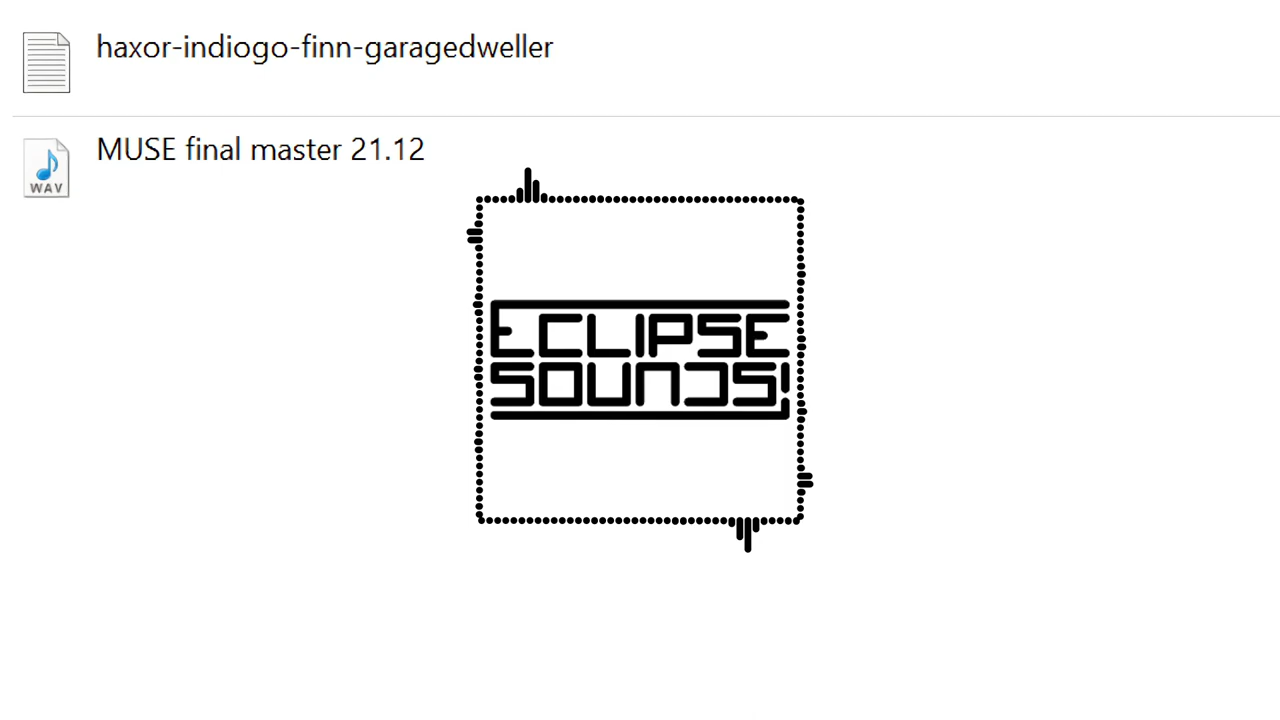 haxor-indiogo-finn-garagedweller
MUSE final master 21.12
WAV
ECLIPSE
SOUNDS!